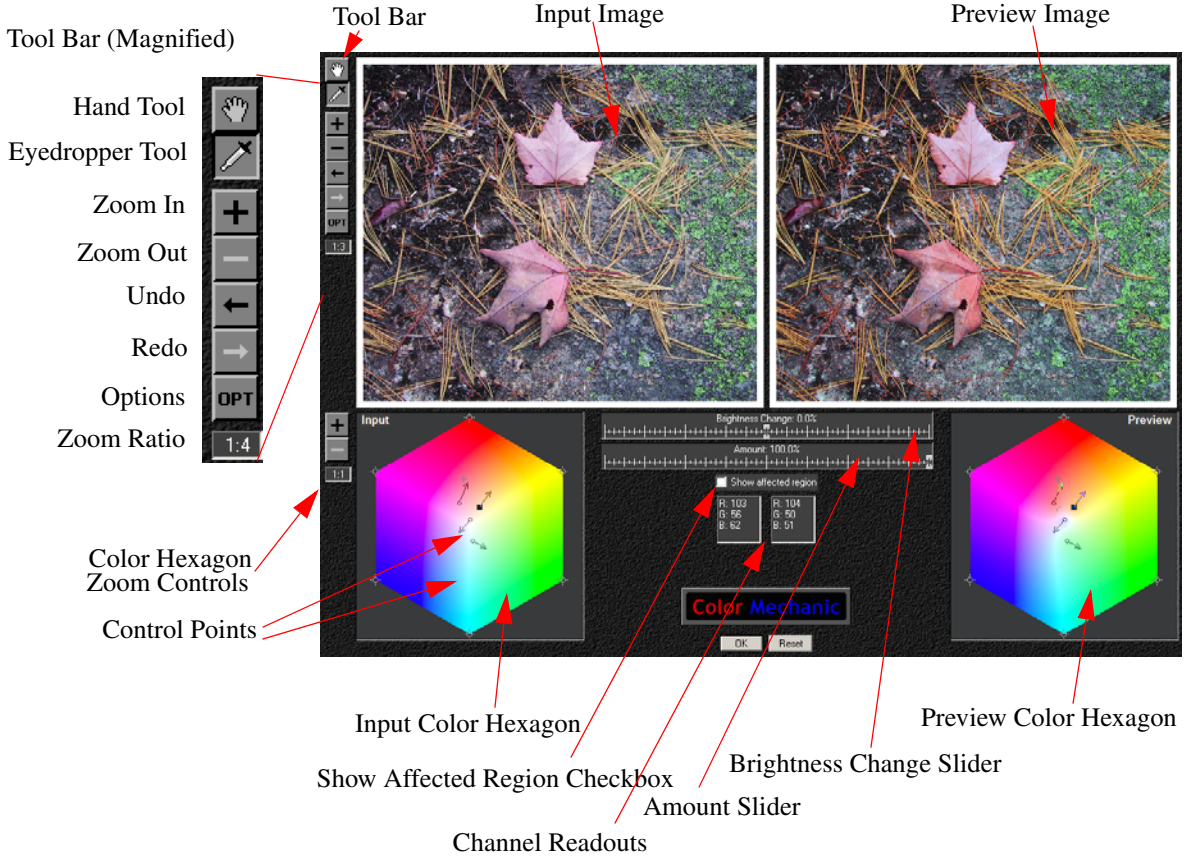 Tool Bar
Input Image
Preview Image
Tool Bar (Magnified)
Hand Tool
Eyedropper Tool
Zoom In
Zoom Out
Undo
Redo
Options
OPT
Zoom Ratio
1:4
OPT
1:3
Input
Brightness Change: 0.0%
Amount: 100.0%
Show affected region
R: 103
G: 56
B: 62
R: 104
G: 50
B: 51
Preview
1:1
Color Mechanic
OK
Reset
Color Hexagon
Zoom Controls
Control Points
Input Color Hexagon
Preview Color Hexagon
Show Affected Region Checkbox
Brightness Change Slider
Amount Slider
Channel Readouts